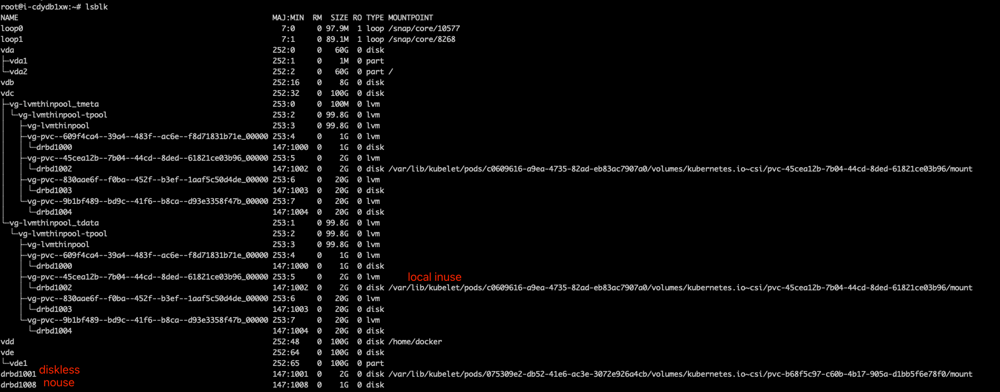 root@i-cdydb1xw:~# lsblk
NAME MAJ:MIN RM SIZE RO TYPE MOUNTPOINT
loop0 7:0 0 97.9M 1 loop /snap/core/10577
loop1 7:1 0 89.1M 1 loop /snap/core/8268
vda 252:0 0 60G 0 disk
├─vda1 252:1 0 1M 0 part
└─vda2 252:2 0 60G 0 part /
vdb 252:16 0 8G 0 disk
vdc 252:32 0 100G 0 disk
├─vg-lvmthinpool_tmeta 253:0 0 100M 0 lvm
│ └─vg-lvmthinpool-tpool 253:2 0 99.8G 0 lvm
│   ├─vg-lvmthinpool 253:3 0 99.8G 0 lvm
│   ├─vg-pvc--609f4ca4--39a4--483f--ac6e--f8d71831b71e_00000 253:4 0 1G 0 lvm
│   │ └─drbd1000 147:1000 0 1G 0 disk
│   ├─vg-pvc--45cea12b--7b04--44cd--8ded--61821ce03b96_00000 253:5 0 2G 0 lvm
│   │ └─drbd1002 147:1002 0 2G 0 disk /var/lib/kubelet/pods/c0609616-a9ea-4735-82ad-eb83ac7907a0/volumes/kubernetes.io~csi/pvc-45cea12b-7b04-44cd-8ded-61821ce03b96/mount
│   ├─vg-pvc--830aae6f--f0ba--452f--b3ef--1aaf5c50d4de_00000 253:6 0 20G 0 lvm
│   │ └─drbd1003 147:1003 0 20G 0 disk
│   └─vg-pvc--9b1bf489--bd9c--41f6--b8ca--d93e3358f47b_00000 253:7 0 20G 0 lvm
│     └─drbd1004 147:1004 0 20G 0 disk
└─vg-lvmthinpool_tdata 253:1 0 99.8G 0 lvm
  └─vg-lvmthinpool-tpool 253:2 0 99.8G 0 lvm
    ├─vg-lvmthinpool 253:3 0 99.8G 0 lvm
    ├─vg-pvc--609f4ca4--39a4--483f--ac6e--f8d71831b71e_00000 253:4 0 1G 0 lvm
    │ └─drbd1000 147:1000 0 1G 0 disk
    ├─vg-pvc--45cea12b--7b04--44cd--8ded--61821ce03b96_00000 253:5 0 2G 0 lvm local inuse
    │ └─drbd1002 147:1002 0 2G 0 disk /var/lib/kubelet/pods/c0609616-a9ea-4735-82ad-eb83ac7907a0/volumes/kubernetes.io~csi/pvc-45cea12b-7b04-44cd-8ded-61821ce03b96/mount
    ├─vg-pvc--830aae6f--f0ba--452f--b3ef--1aaf5c50d4de_00000 253:6 0 20G 0 lvm
    │ └─drbd1003 147:1003 0 20G 0 disk
    └─vg-pvc--9b1bf489--bd9c--41f6--b8ca--d93e3358f47b_00000 253:7 0 20G 0 lvm
      └─drbd1004 147:1004 0 20G 0 disk
vdd 252:48 0 100G 0 disk /home/docker
vde 252:64 0 100G 0 disk
└─vde1 252:65 0 100G 0 part
drbd1001 diskless 147:1001 0 2G 0 disk /var/lib/kubelet/pods/075309e2-db52-41e6-ac3e-3072e926a4cb/volumes/kubernetes.io~csi/pvc-b68f5c97-c60b-4b17-905a-d1bb5f6e78f0/mount
drbd1008 nouse 147:1008 0 1G 0 disk